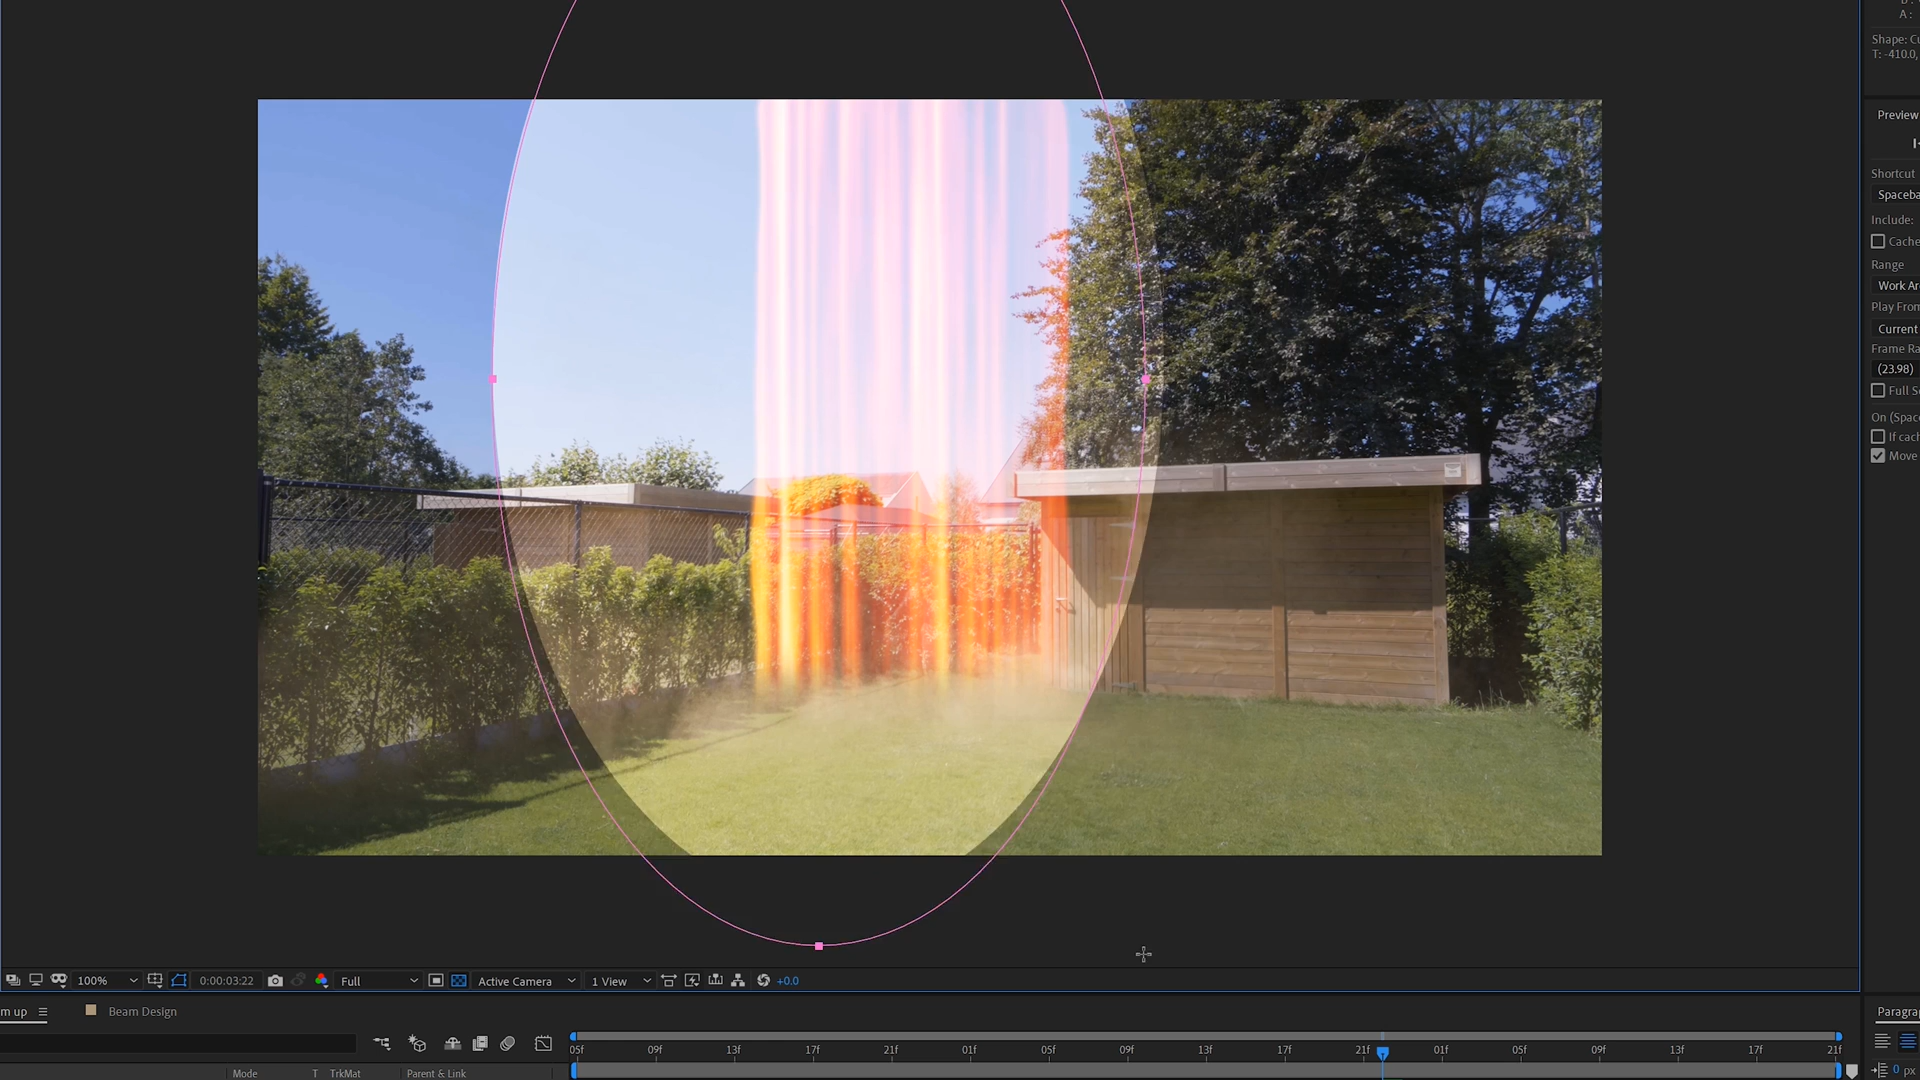 A :
Shape: Cu
T: -410.0,
Preview
Shortcut
Spaceba
Include:
Cache
Range
Work Ar
Play From
Current
Frame Ra
(23.98)
Full S
On (Space
If cach
Move
100%
0:00:03:22
Full
Active Camera
1 View
+0.0
m up
Beam Design
Paragra
05f 09f 13f 17f 21f 01f 05f 09f 13f 17f 21f 01f 05f 09f 13f 17f 21f
Mode T TrkMat Parent & Link
0 px